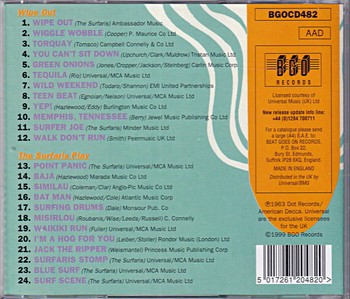 Wipe Out
1. WIPE OUT (The Surfaris) Ambassador Music
2. WIGGLE WOBBLE (Cooper) P. Maurice Co Ltd
3. TORQUAY (Tomsco) Campbell Connelly & Co Ltd
4. YOU CAN'T SIT DOWN (Upchurch/Clark/Muldrow) Tristan Music Ltd
5. GREEN ONIONS (Jones/Cropper/Jackson/Steinberg) Carlin Music Corp.
6. TEQUILA (Rio) Universal/MCA Music Ltd
7. WILD WEEKEND (Todaro/Shannon) EMI United Partnerships
8. TEEN BEAT (Egnoian/Nelson) Universal/MCA Music Ltd
9. YEP! (Hazlewood/Eddy) Burlington Music Co Ltd
10. MEMPHIS, TENNESSEE (Berry) Jewel Music Publishing Co Ltd
11. SURFER JOE (The Surfaris) Minder Music Ltd
12. WALK DON'T RUN (Smith) Peermusic UK Ltd
The Surfaris Play
13. POINT PANIC (The Surfaris) Universal/MCA Music Ltd
14. BAJA (Hazlewood) Marada Music Co Ltd
15. SIMILAU (Coleman/Clar) Anglo-Pic Music Co Ltd
16. BAT MAN (Hazlewood/Cole) Atlantic Music Corp
17. SURFING DRUMS (Dale) Monsour Pub. Co.
18. MISIRLOU (Roubanis/Wise/Leeds/Russell) C. Connelly
19. WAIKIKI RUN (Fuller) Universal/MCA Music Ltd
20. I'M A HOG FOR YOU (Leiber/Stoller) Rondor Music (London) Ltd
21. JACK THE RIPPER (Weismantel) Princess Music Publishing Corp
22. SURFARIS STOMP (The Surfaris) Universal/MCA Music Ltd
23. BLUE SURF (The Surfaris) Universal/MCA Music Ltd
24. SURF SCENE (The Surfaris) Universal/MCA Music Ltd
BGOCD482
AAD
BGO
RECORDS
Licensed courtesy of
Universal Music (UK) Ltd
New release update info line:
+44 (0)1284 700711
For a catalogue please send
a large (A4) S.A.E. to:
BEAT GOES ON RECORDS,
P.O. Box 22,
Bury St. Edmunds,
Suffolk IP28 6XQ, England.
MADE IN ENGLAND
Distributed in the UK by
Universal/BMG
℗1963 Dot Records/
American Decca. Universal
are the exclusive licensees
for the UK
©1999 BGO Records
5 017261 204820